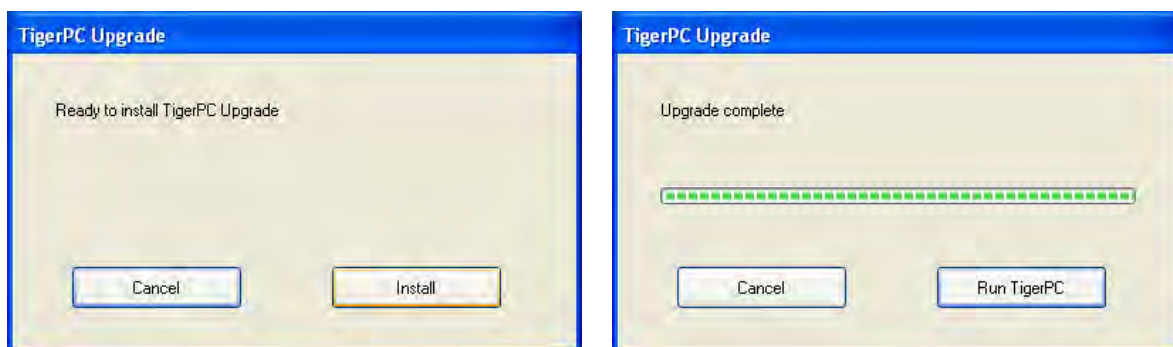 TigerPC Upgrade
Ready to install TigerPC Upgrade
Cancel
Install
TigerPC Upgrade
Upgrade complete
Cancel
Run TigerPC